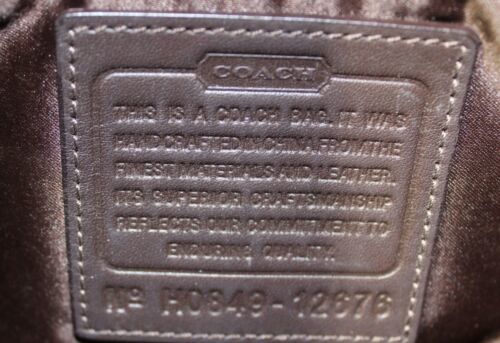 COACH
THIS IS A COACH BAG. IT WAS
HANDCRAFTED IN CHINA FROM THE
FINEST MATERIALS AND LEATHER.
IT'S SUPERIOR CRAFTSMANSHIP
REFLECTS OUR COMMITMENT TO
ENDURING QUALITY.
Nº H0849-12676